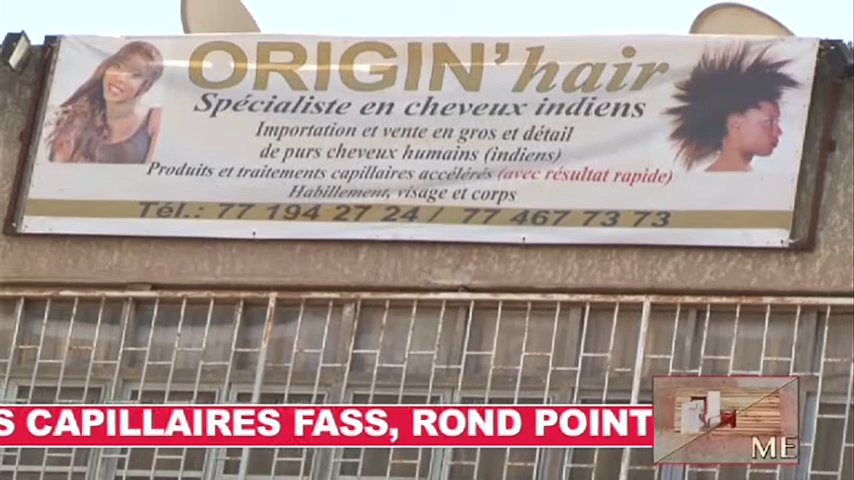 ORIGIN'hair
Spécialiste en cheveux indiens
Importation et vente en gros et détail
de purs cheveux humains (indiens)
Produits et traitements capillaires accélérés (avec résultat rapide)
Habillement, visage et corps
Tél.: 77 194 27 24 / 77 467 73 73
S CAPILLAIRES FASS, ROND POINT
ME